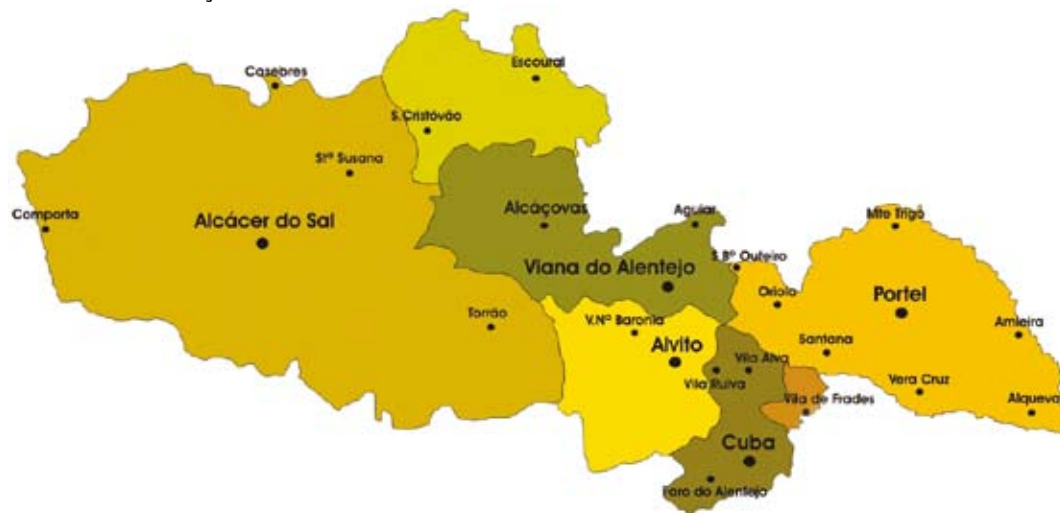 Escoural
Casebres
S. Cristóvão
Stª Susana
Alcáçovas
Aguiar
Mte Trigo
Comporta
Alcácer do Sal
S. Bº Outeiro
Viana do Alentejo
Oriola
Portel
Torrão
V. Nª Baronia
Amieira
Alvito
Santana
Vila Alva
Vila Ruiva
Vera Cruz
Vila de Frades
Alqueva
Cuba
Faro do Alentejo